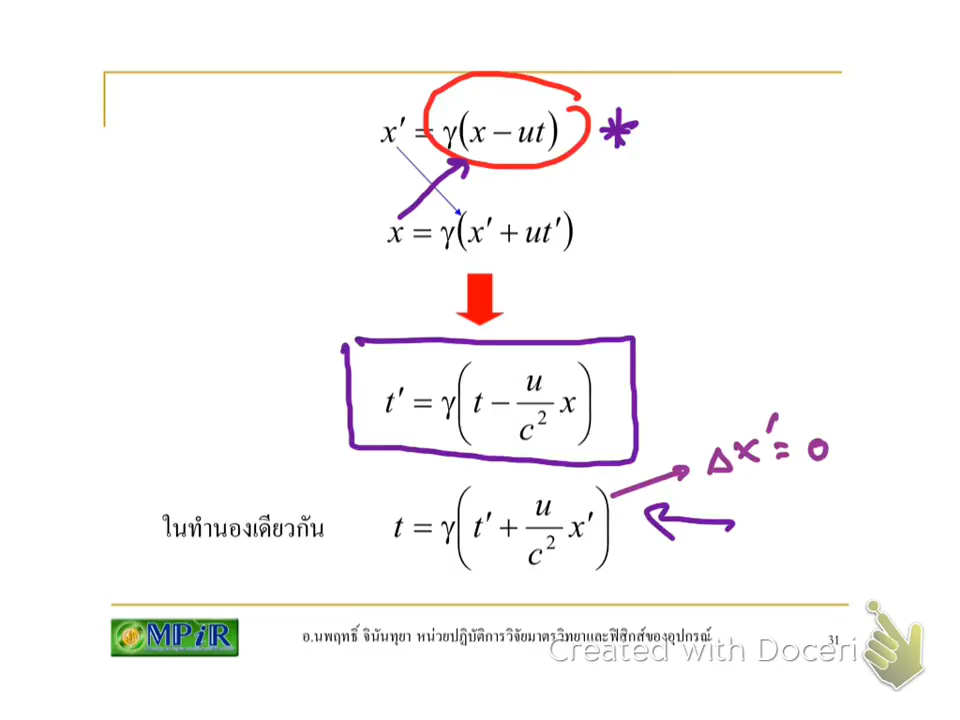 x′ = γ(x − ut) *
x = γ(x′ + ut′)
t′ = γ(t − u/c² x)
Δx′ = 0
ในทำนองเดียวกัน t = γ(t′ + u/c² x′)
MPiR อ.นพฤทธิ์ จินันทุยา หน่วยปฏิบัติการวิจัยมาตรวิทยาและฟิสิกส์ของอุปกรณ์ 31
Created with Doceri